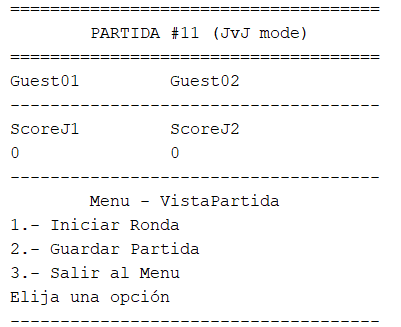 =====================================
PARTIDA #11 (JvJ mode)
=====================================
Guest01 Guest02
-------------------------------------
ScoreJ1 ScoreJ2
0 0
-------------------------------------
Menu - VistaPartida
1.- Iniciar Ronda
2.- Guardar Partida
3.- Salir al Menu
Elija una opción
-------------------------------------